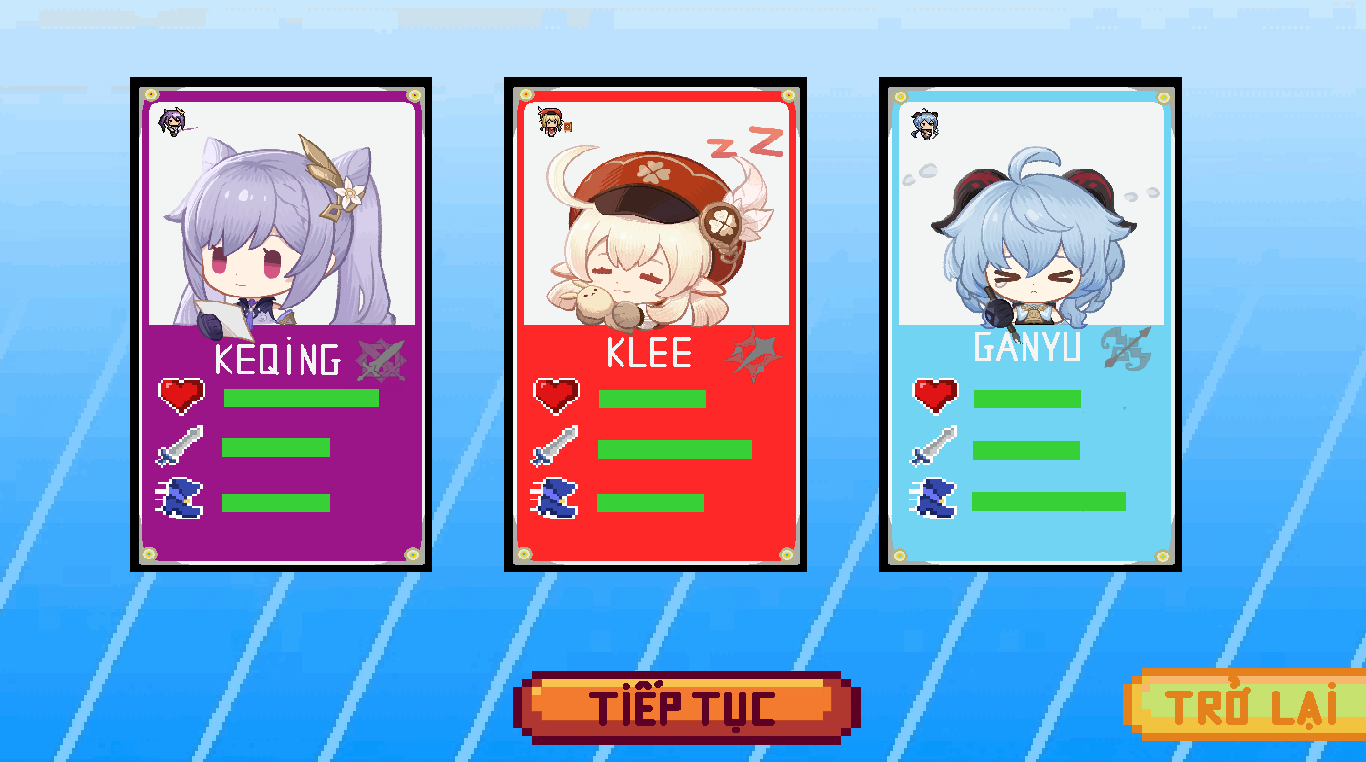 Z Z
KEQING
KLEE
GANYU
TIẾP TỤC
TRỞ LẠI